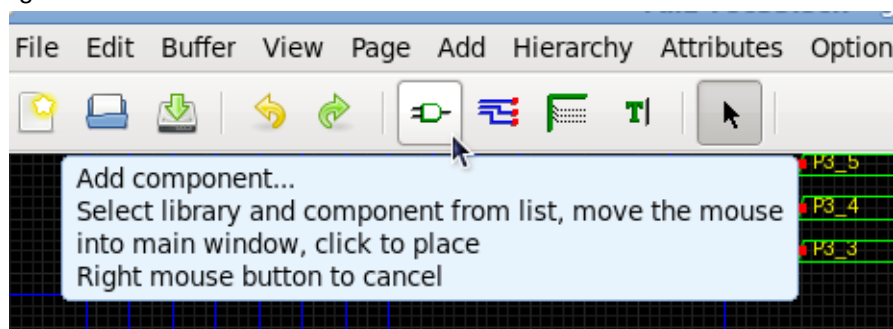 File Edit Buffer View Page Add Hierarchy Attributes Option
T
Add component...
Select library and component from list, move the mouse
into main window, click to place
Right mouse button to cancel
P3_5
P3_4
P3_3